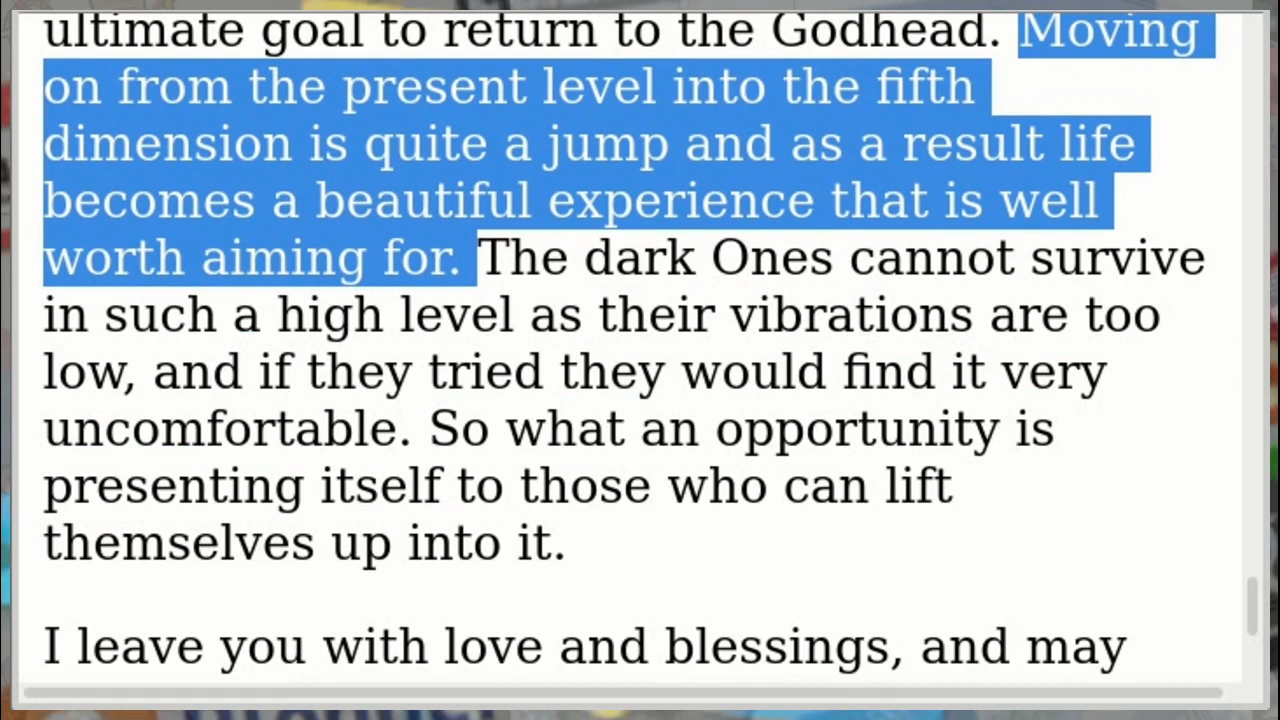 ultimate goal to return to the Godhead. Moving
on from the present level into the fifth
dimension is quite a jump and as a result life
becomes a beautiful experience that is well
worth aiming for. The dark Ones cannot survive
in such a high level as their vibrations are too
low, and if they tried they would find it very
uncomfortable. So what an opportunity is
presenting itself to those who can lift
themselves up into it.
I leave you with love and blessings, and may